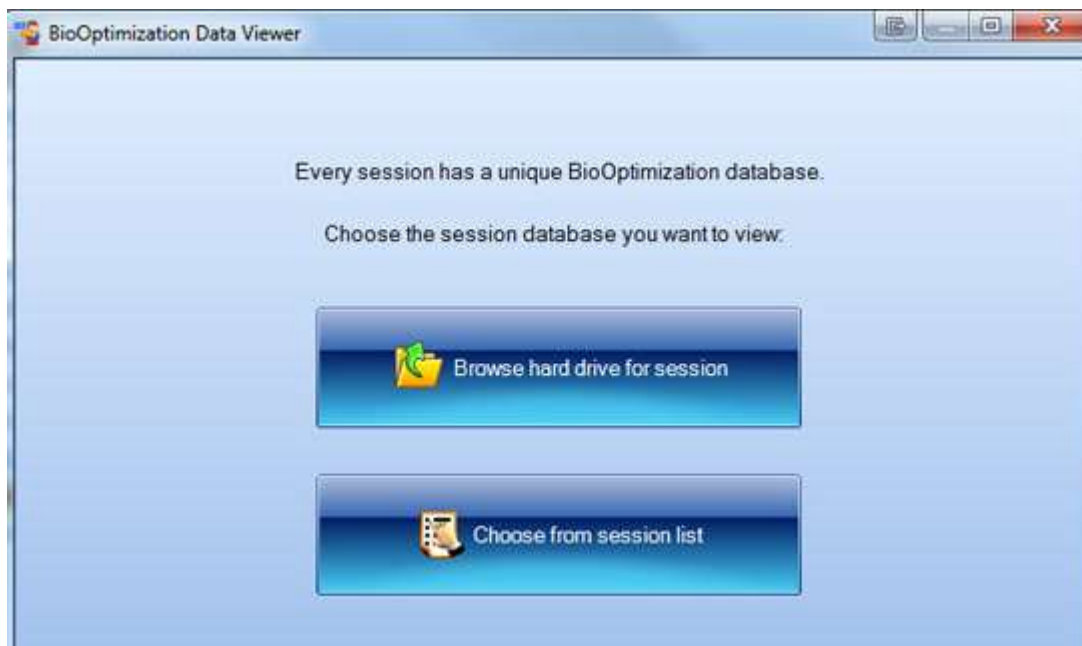 BioOptimization Data Viewer
Every session has a unique BioOptimization database.
Choose the session database you want to view:
Browse hard drive for session
Choose from session list